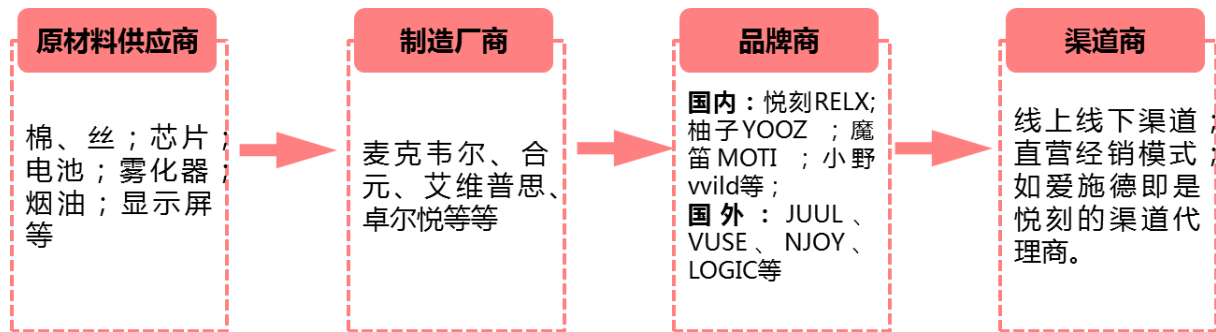 原材料供应商
棉、丝；芯片；
电池；雾化器；
烟油；显示屏
等
制造厂商
麦克韦尔、合
元、艾维普思、
卓尔悦等等
品牌商
国内：悦刻RELX;
柚子YOOZ ；魔
笛MOTI ；小野
vvild等；
国外：JUUL、
VUSE、NJOY、
LOGIC等
渠道商
线上线下渠道；
直营经销模式；
如爱施德即是
悦刻的渠道代
理商。